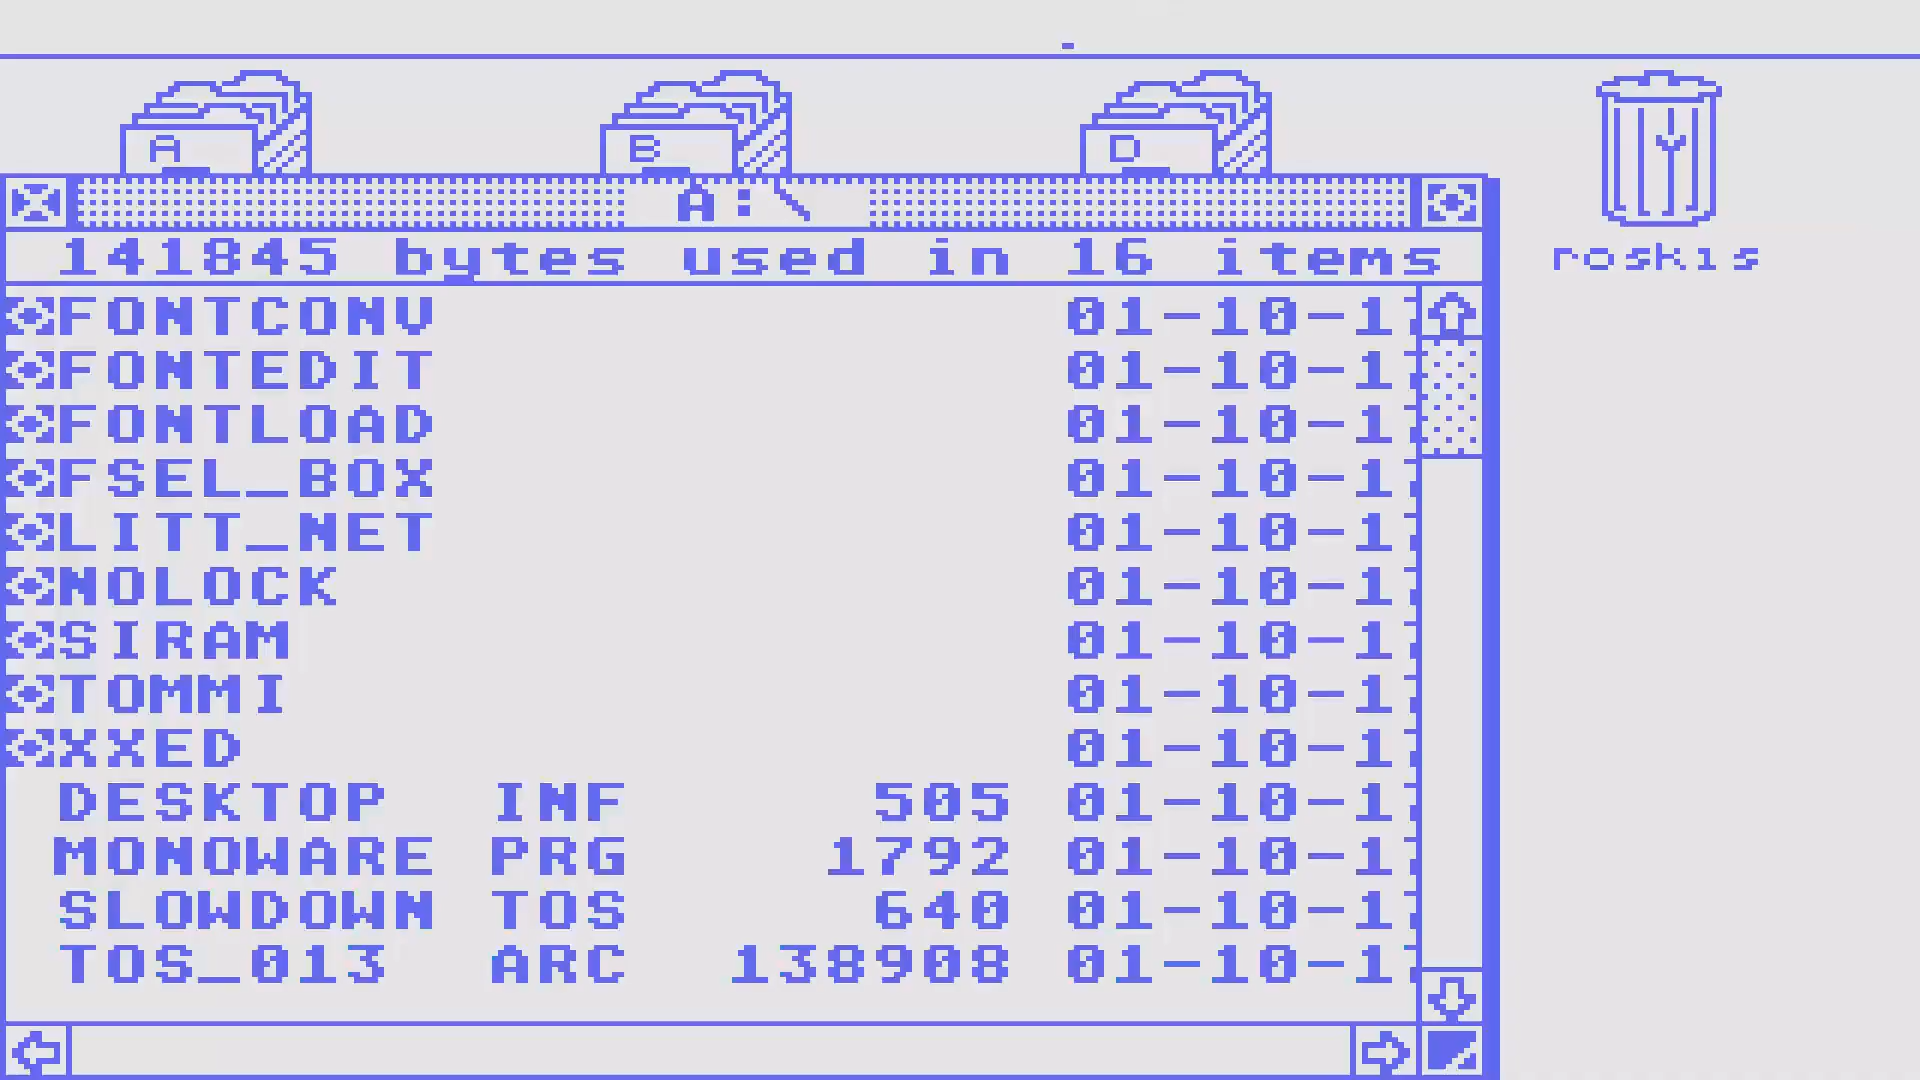 A B D
A:\
141845 bytes used in 16 items
roskis
FONTCONV 01-10-1
FONTEDIT 01-10-1
FONTLOAD 01-10-1
FSEL_BOX 01-10-1
LITT_NET 01-10-1
NOLOCK 01-10-1
SIRAM 01-10-1
TOMMI 01-10-1
XXED 01-10-1
DESKTOP INF 505 01-10-1
MONOWARE PRG 1792 01-10-1
SLOWDOWN TOS 640 01-10-1
TOS_013 ARC 138908 01-10-1